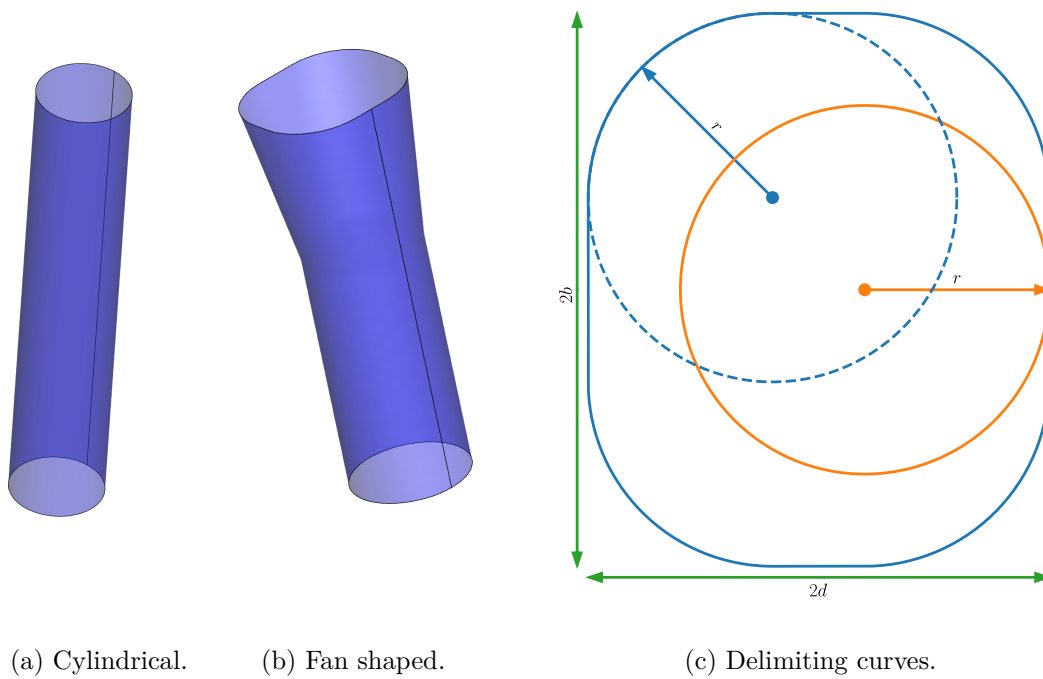 r
r
2b
2d
(a) Cylindrical.
(b) Fan shaped.
(c) Delimiting curves.